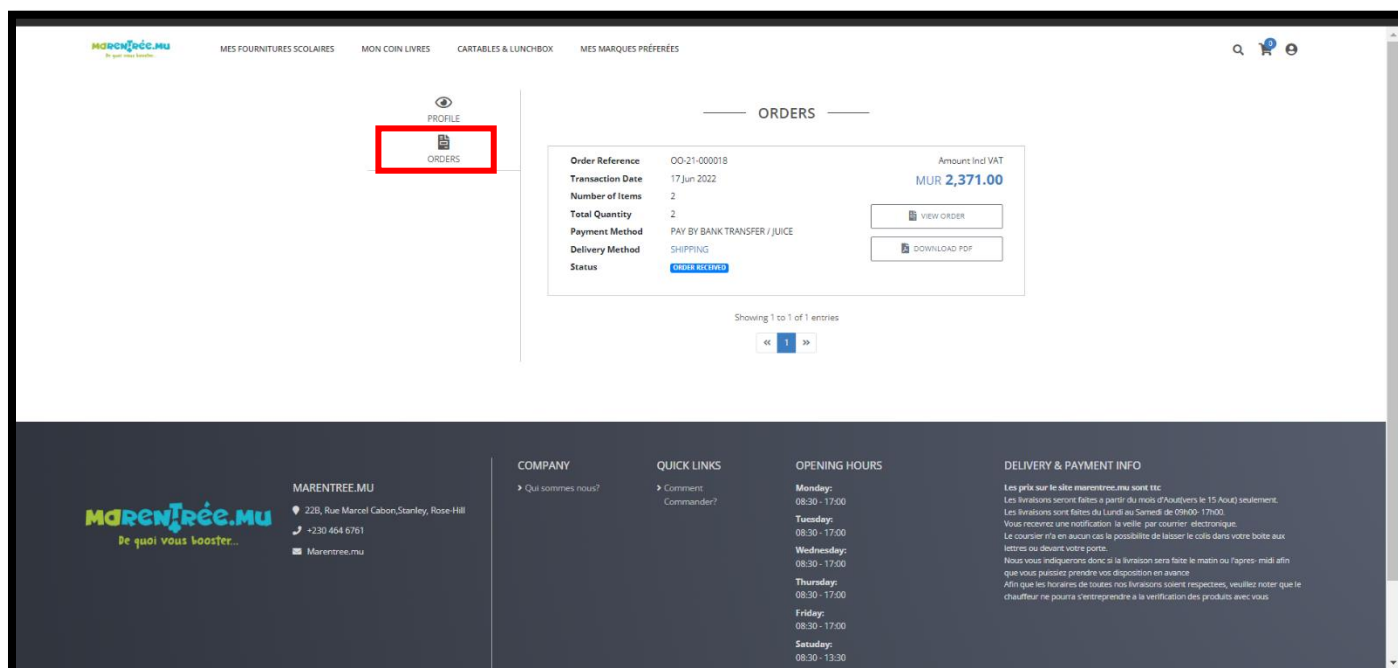 MaRenTRée.MU
De quoi vous booster...
MES FOURNITURES SCOLAIRES
MON COIN LIVRES
CARTABLES & LUNCHBOX
MES MARQUES PRÉFERÉES
0
PROFILE
ORDERS
ORDERS
Order Reference OO-21-000018
Transaction Date 17 Jun 2022
Number of Items 2
Total Quantity 2
Payment Method PAY BY BANK TRANSFER / JUICE
Delivery Method SHIPPING
Status ORDER RECEIVED
Amount Incl VAT
MUR 2,371.00
VIEW ORDER
DOWNLOAD PDF
Showing 1 to 1 of 1 entries
« 1 »
MaRenTRée.MU
De quoi vous booster...
MARENTREE.MU
22B, Rue Marcel Cabon,Stanley, Rose-Hill
+230 464 6761
Marentree.mu
COMPANY
> Qui sommes nous?
QUICK LINKS
> Comment
Commander?
OPENING HOURS
Monday:
08:30 - 17:00
Tuesday:
08:30 - 17:00
Wednesday:
08:30 - 17:00
Thursday:
08:30 - 17:00
Friday:
08:30 - 17:00
Satuday:
08:30 - 13:30
DELIVERY & PAYMENT INFO
Les prix sur le site marentree.mu sont ttc
Les livraisons seront faites a partir du mois d'Aout(vers le 15 Aout) seulement.
Les livraisons sont faites du Lundi au Samedi de 09h00- 17h00.
Vous recevrez une notification la veille par courrier electronique.
Le coursier n'a en aucun cas la possibilite de laisser le colis dans votre boite aux
lettres ou devant votre porte.
Nous vous indiquerons donc si la livraison sera faite le matin ou l'apres- midi afin
que vous puissiez prendre vos disposition en avance
Afin que les horaires de toutes nos livraisons soient respectees, veuillez noter que le
chauffeur ne pourra s'entreprendre a la verification des produits avec vous